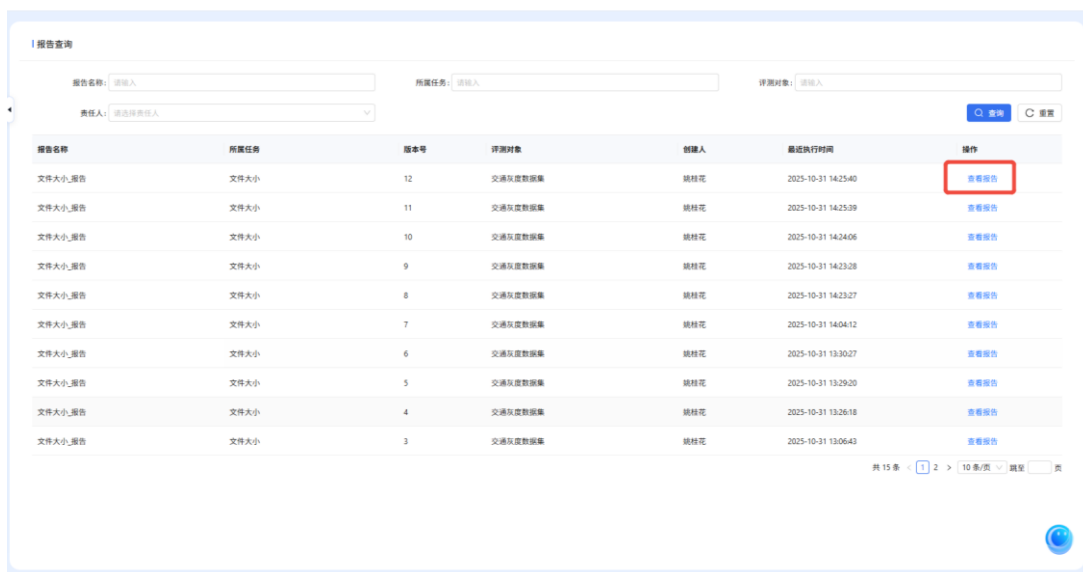 报告查询
报告名称: 请输入 所属任务: 请输入 评测对象: 请输入
责任人: 请选择责任人 查询 重置
报告名称 所属任务 版本号 评测对象 创建人 最近执行时间 操作
文件大小_报告 文件大小 12 交通灰度数据集 姚桂花 2025-10-31 14:25:40 查看报告
文件大小_报告 文件大小 11 交通灰度数据集 姚桂花 2025-10-31 14:25:39 查看报告
文件大小_报告 文件大小 10 交通灰度数据集 姚桂花 2025-10-31 14:24:06 查看报告
文件大小_报告 文件大小 9 交通灰度数据集 姚桂花 2025-10-31 14:23:28 查看报告
文件大小_报告 文件大小 8 交通灰度数据集 姚桂花 2025-10-31 14:23:27 查看报告
文件大小_报告 文件大小 7 交通灰度数据集 姚桂花 2025-10-31 14:04:12 查看报告
文件大小_报告 文件大小 6 交通灰度数据集 姚桂花 2025-10-31 13:30:27 查看报告
文件大小_报告 文件大小 5 交通灰度数据集 姚桂花 2025-10-31 13:29:20 查看报告
文件大小_报告 文件大小 4 交通灰度数据集 姚桂花 2025-10-31 13:26:18 查看报告
文件大小_报告 文件大小 3 交通灰度数据集 姚桂花 2025-10-31 13:06:43 查看报告
共 15 条 < 1 2 > 10 条/页 跳至 页